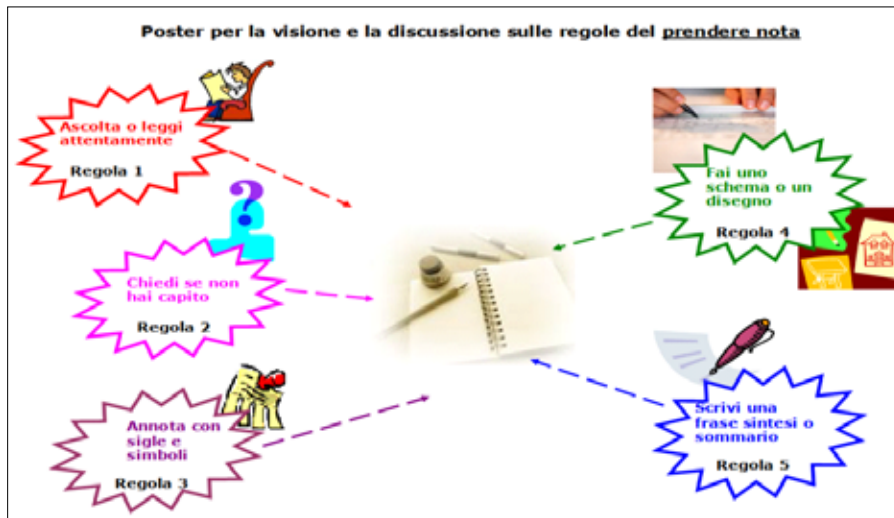 Poster per la visione e la discussione sulle regole del prendere nota
Ascolta o leggi
attentamente
Regola 1
Chiedi se non
hai capito
Regola 2
Annota con
sigle e
simboli
Regola 3
Fai uno
schema o un
disegno
Regola 4
Scrivi una
frase sintesi o
sommario
Regola 5